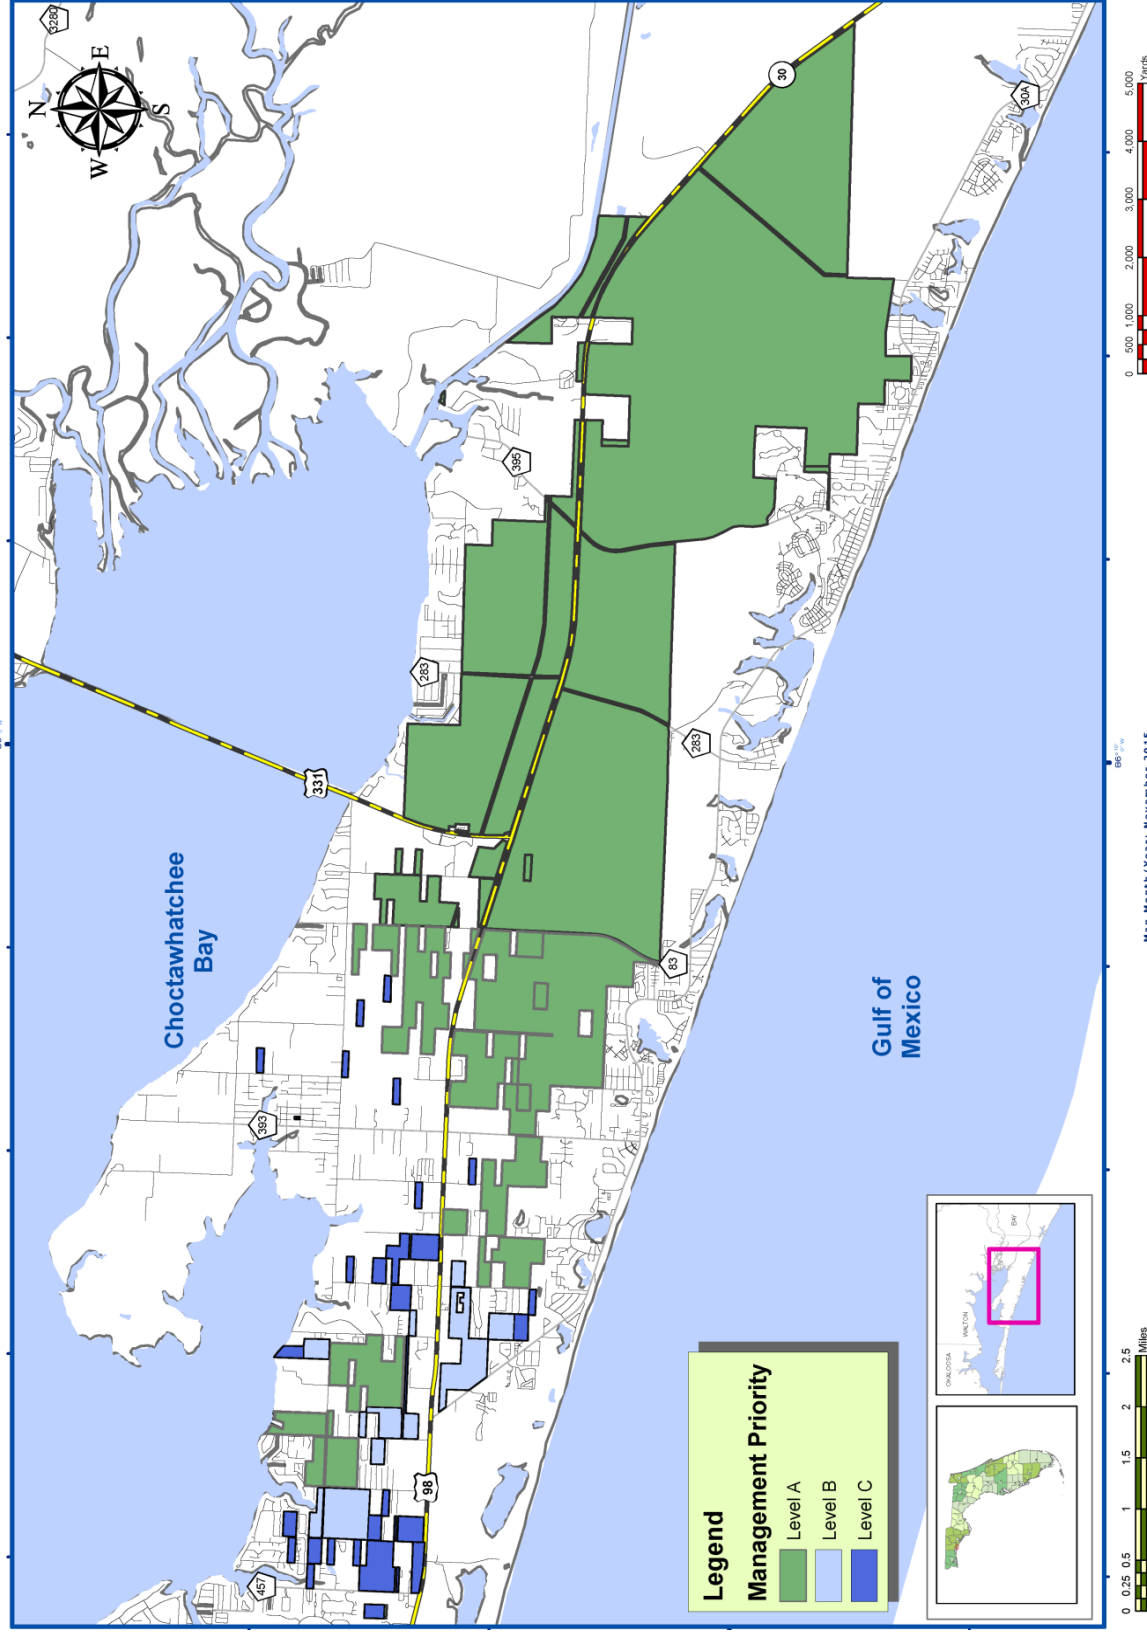 3280
N
E
S
W
30
30A
395
283
331
283
Choctawhatchee
Bay
83
Gulf of
Mexico
393
98
457
Legend
Management Priority
Level A
Level B
Level C
OKALOOSA
WALTON
BAY
0 500 1,000 2,000 3,000 4,000 5,000
Yards
0 0.25 0.5 1 1.5 2 2.5
Miles